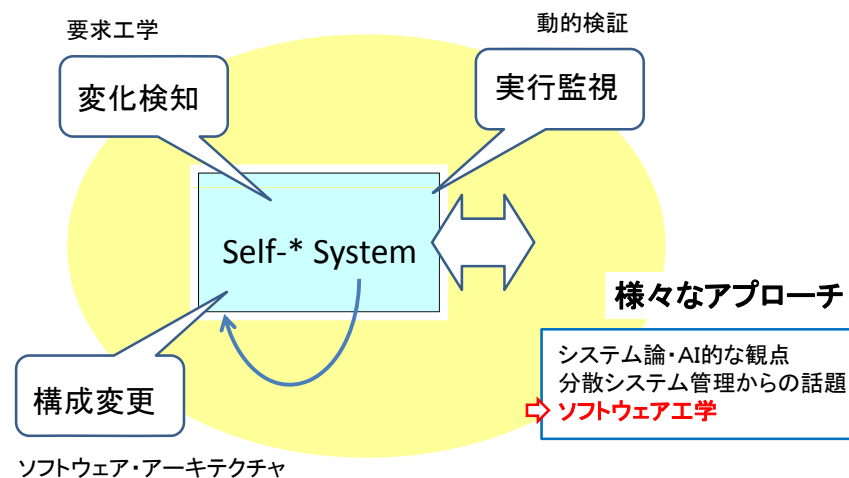 要求工学
動的検証
変化検知
実行監視
Self-* System
様々なアプローチ
システム論・AI的な観点
分散システム管理からの話題
ソフトウェア工学
構成変更
ソフトウェア・アーキテクチャ